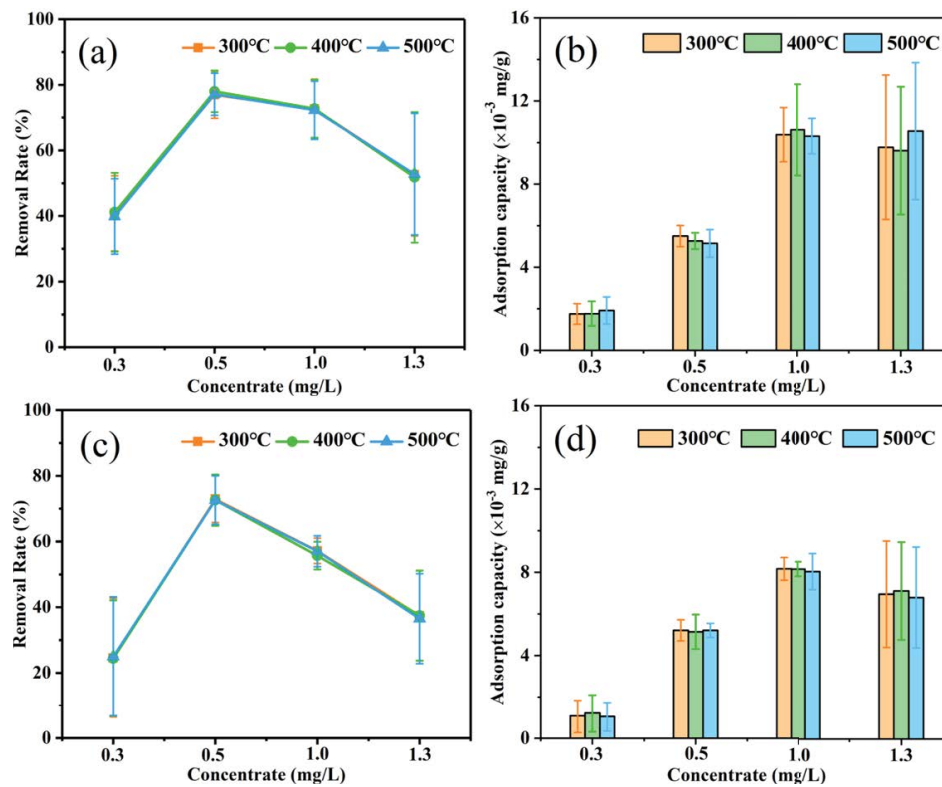 (a)
300℃ 400℃ 500℃
Removal Rate (%)
100
80
60
40
20
0
0.3 0.5 1.0 1.3
Concentrate (mg/L)
(b)
300℃ 400℃ 500℃
Adsorption capacity (×10⁻³ mg/g)
16
12
8
4
0
0.3 0.5 1.0 1.3
Concentrate (mg/L)
(c)
300℃ 400℃ 500℃
Removal Rate (%)
100
80
60
40
20
0
0.3 0.5 1.0 1.3
Concentrate (mg/L)
(d)
300℃ 400℃ 500℃
Adsorption capacity (×10⁻³ mg/g)
16
12
8
4
0
0.3 0.5 1.0 1.3
Concentrate (mg/L)